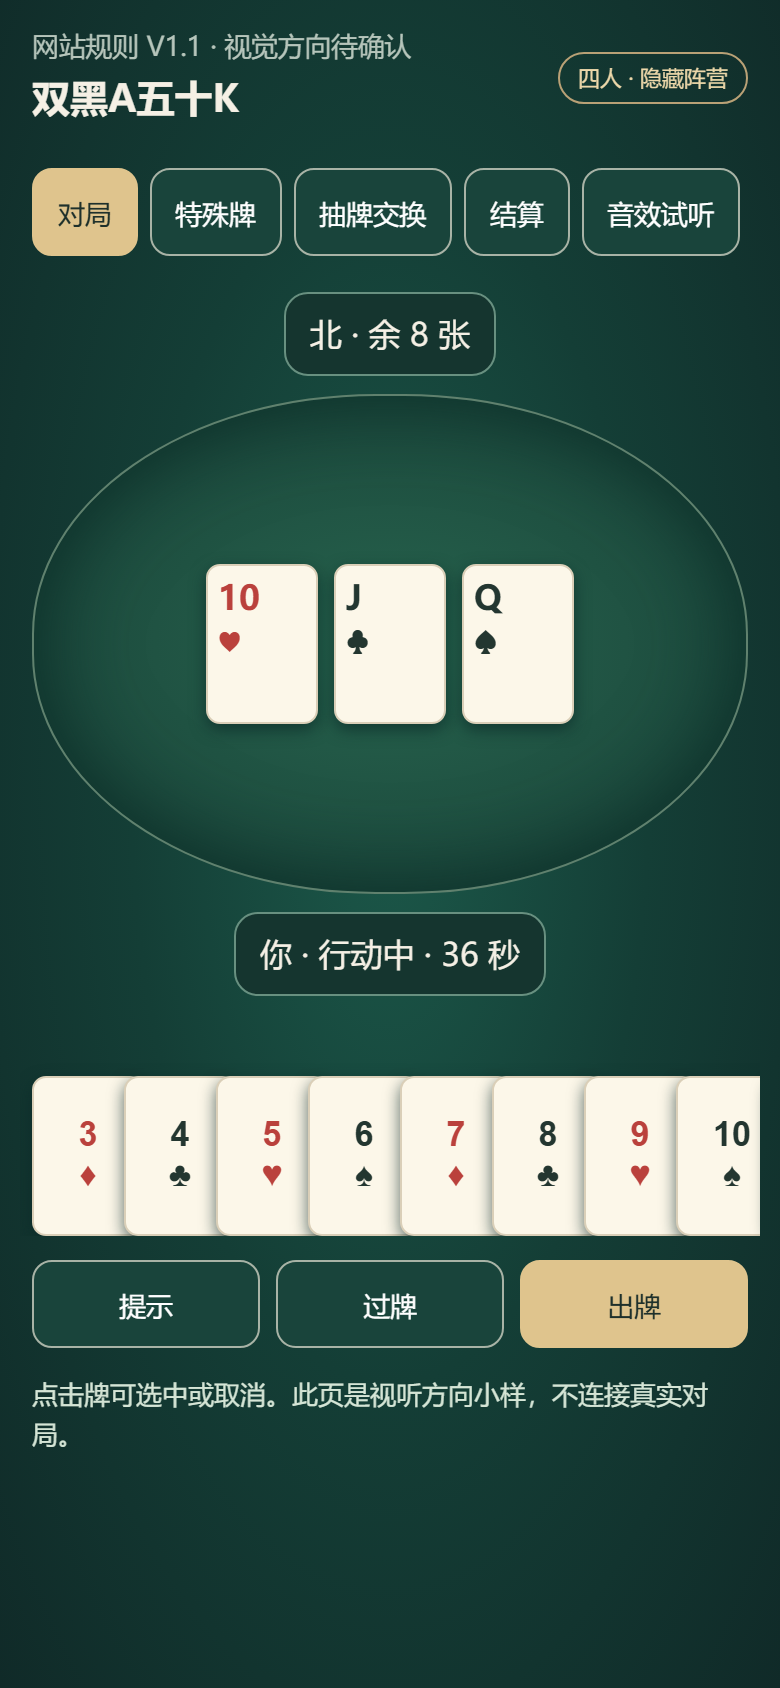 网站规则 V1.1 · 视觉方向待确认
双黑A五十K
四人 · 隐藏阵营
对局 特殊牌 抽牌交换 结算 音效试听
北 · 余 8 张
10 J Q
♥ ♣ ♠
你 · 行动中 · 36 秒
3 4 5 6 7 8 9 10
♦ ♣ ♥ ♠ ♦ ♣ ♥ ♠
提示 过牌 出牌
点击牌可选中或取消。此页是视听方向小样，不连接真实对
局。